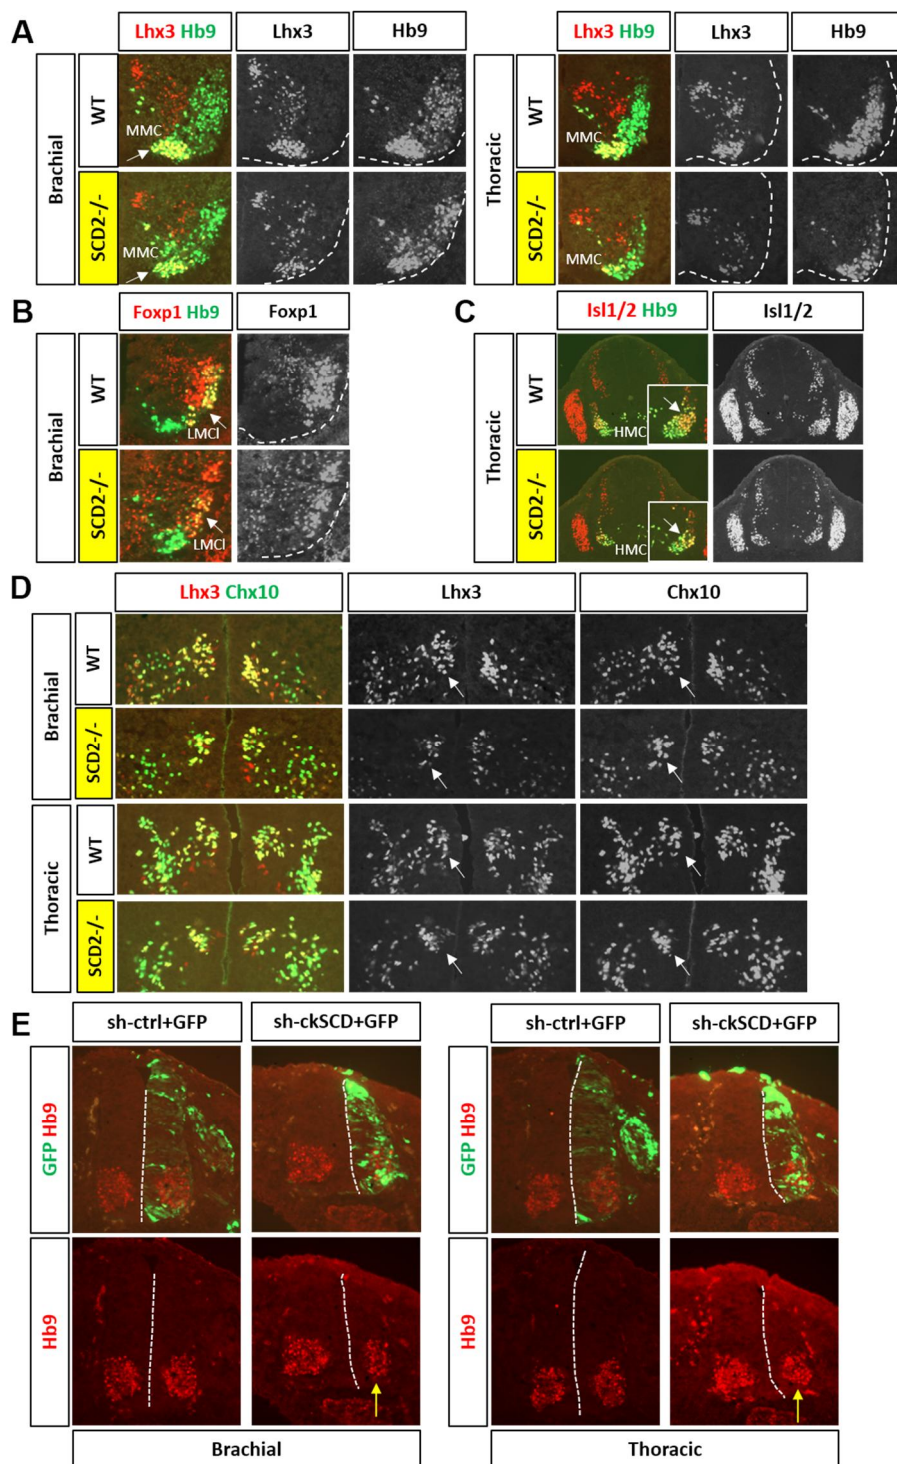 A
Lhx3 Hb9
Lhx3
Hb9
Brachial
WT
MMC
SCD2-/-
MMC
Lhx3 Hb9
Lhx3
Hb9
Thoracic
WT
MMC
SCD2-/-
MMC
B
Foxp1 Hb9
Foxp1
Brachial
WT
LMCl
SCD2-/-
LMCl
C
Isl1/2 Hb9
Isl1/2
Thoracic
WT
HMC
SCD2-/-
HMC
D
Lhx3 Chx10
Lhx3
Chx10
Brachial
WT
SCD2-/-
Thoracic
WT
SCD2-/-
E
sh-ctrl+GFP
sh-ckSCD+GFP
sh-ctrl+GFP
sh-ckSCD+GFP
GFP Hb9
GFP Hb9
Hb9
Hb9
Brachial
Thoracic